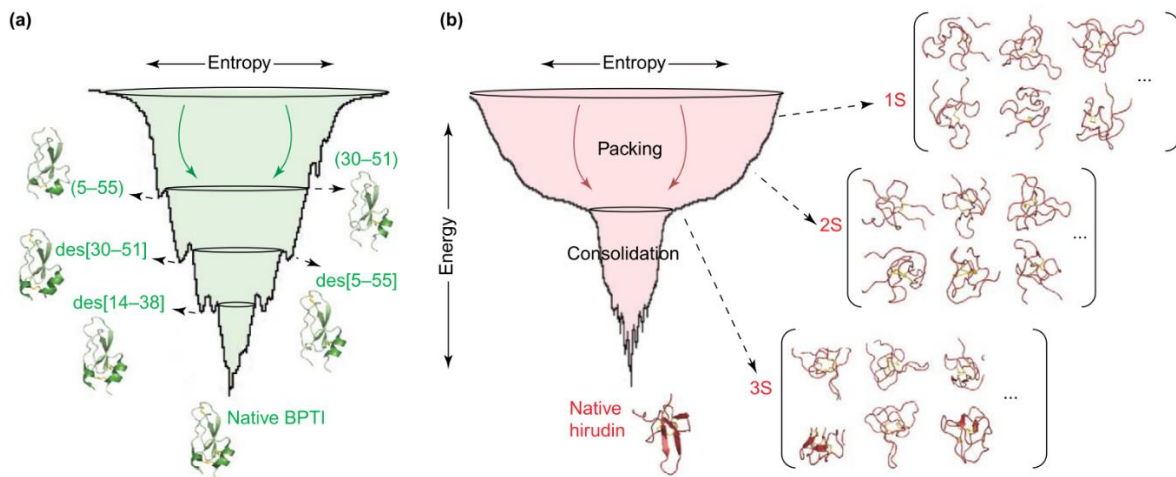 (a)
Entropy
(30–51)
(5–55)
des[30–51]
des[5–55]
des[14–38]
Native BPTI
(b)
Entropy
Energy
Packing
Consolidation
Native
hirudin
1S
...
2S
...
3S
...